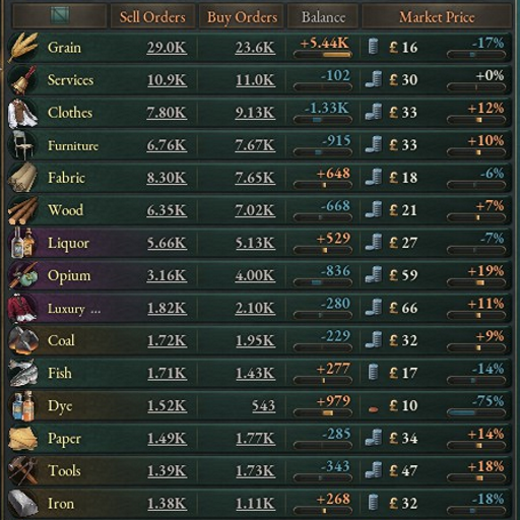 Sell Orders Buy Orders Balance Market Price
Grain 29.0K 23.6K +5.44K £ 16 -17%
Services 10.9K 11.0K -102 £ 30 +0%
Clothes 7.80K 9.13K -1.33K £ 33 +12%
Furniture 6.76K 7.67K -915 £ 33 +10%
Fabric 8.30K 7.65K +648 £ 18 -6%
Wood 6.35K 7.02K -668 £ 21 +7%
Liquor 5.66K 5.13K +529 £ 27 -7%
Opium 3.16K 4.00K -836 £ 59 +19%
Luxury ... 1.82K 2.10K -280 £ 66 +11%
Coal 1.72K 1.95K -229 £ 32 +9%
Fish 1.71K 1.43K +277 £ 17 -14%
Dye 1.52K 543 +979 £ 10 -75%
Paper 1.49K 1.77K -285 £ 34 +14%
Tools 1.39K 1.73K -343 £ 47 +18%
Iron 1.38K 1.11K +268 £ 32 -18%